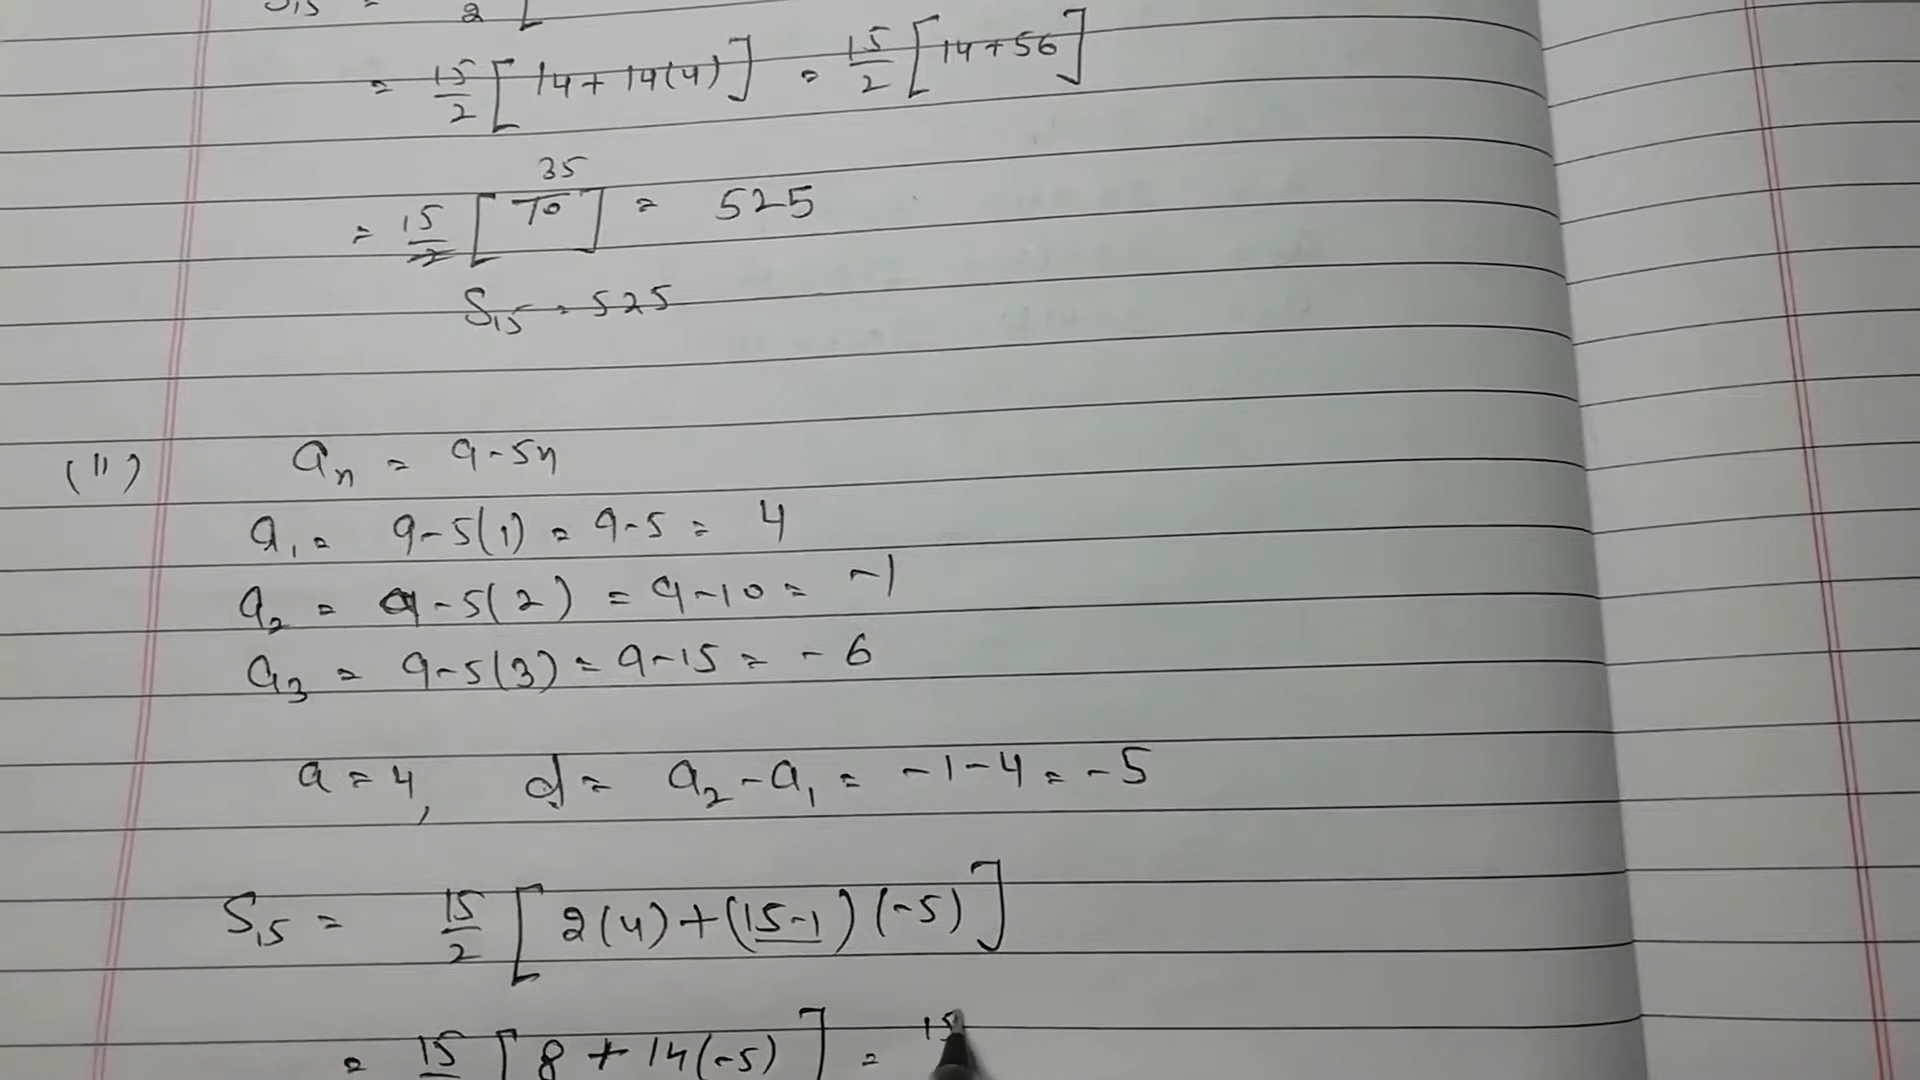 S15 = 2 [
= 15/2 [14 + 14(4)] = 15/2 [14 + 56]
35
= 15/2 [70] = 525
S15 = 525
(ii) an = 9 - 5n
a1 = 9 - 5(1) = 9 - 5 = 4
a2 = 9 - 5(2) = 9 - 10 = -1
a3 = 9 - 5(3) = 9 - 15 = -6
a = 4, d = a2 - a1 = -1 - 4 = -5
S15 = 15/2 [2(4) + (15 - 1)(-5)]
= 15 [8 + 14(-5)] = 15